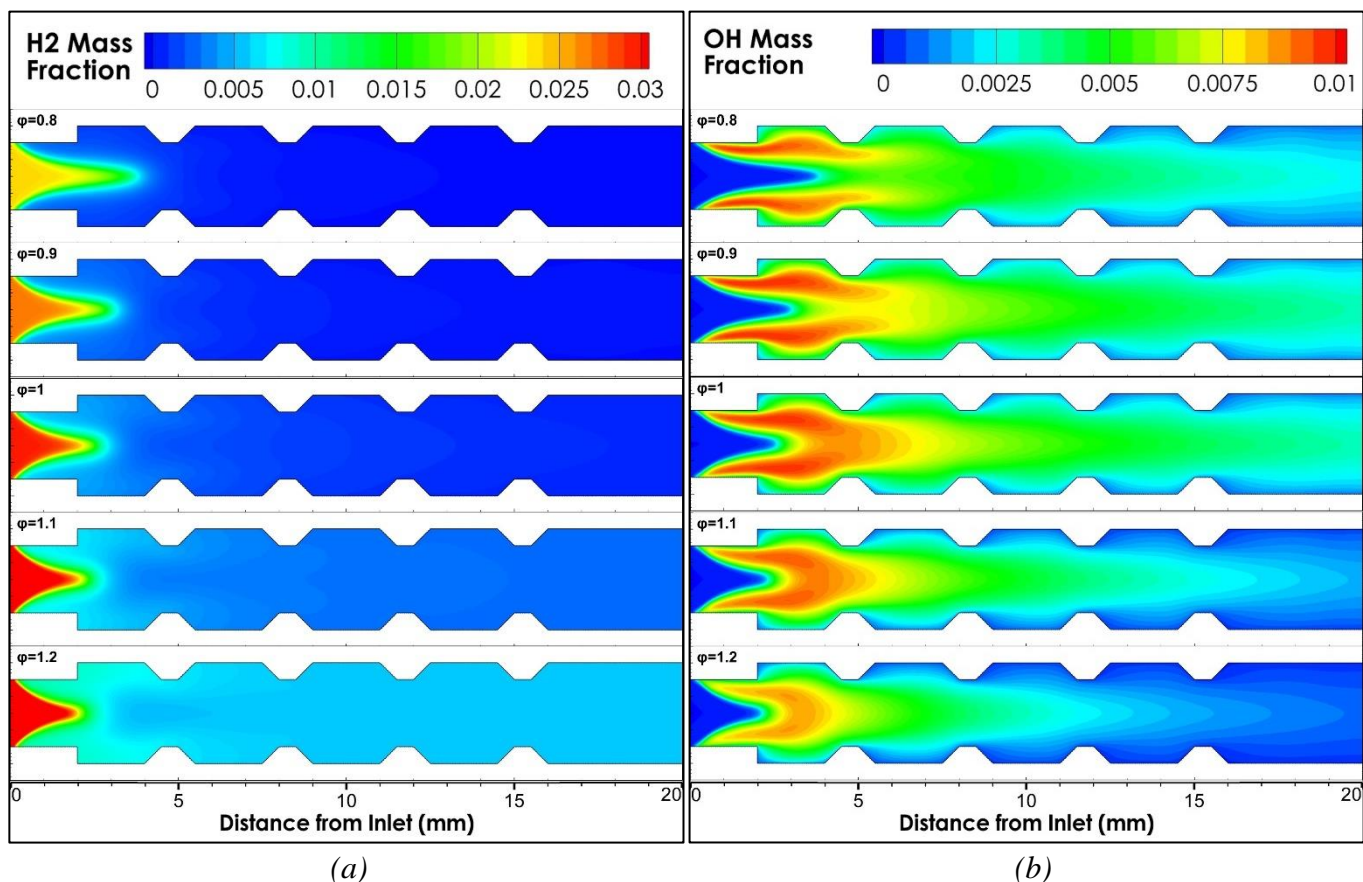 H2 Mass
Fraction
0 0.005 0.01 0.015 0.02 0.025 0.03
φ=0.8
φ=0.9
φ=1
φ=1.1
φ=1.2
0 5 10 15 20
Distance from Inlet (mm)
(a)
OH Mass
Fraction
0 0.0025 0.005 0.0075 0.01
φ=0.8
φ=0.9
φ=1
φ=1.1
φ=1.2
0 5 10 15 20
Distance from Inlet (mm)
(b)